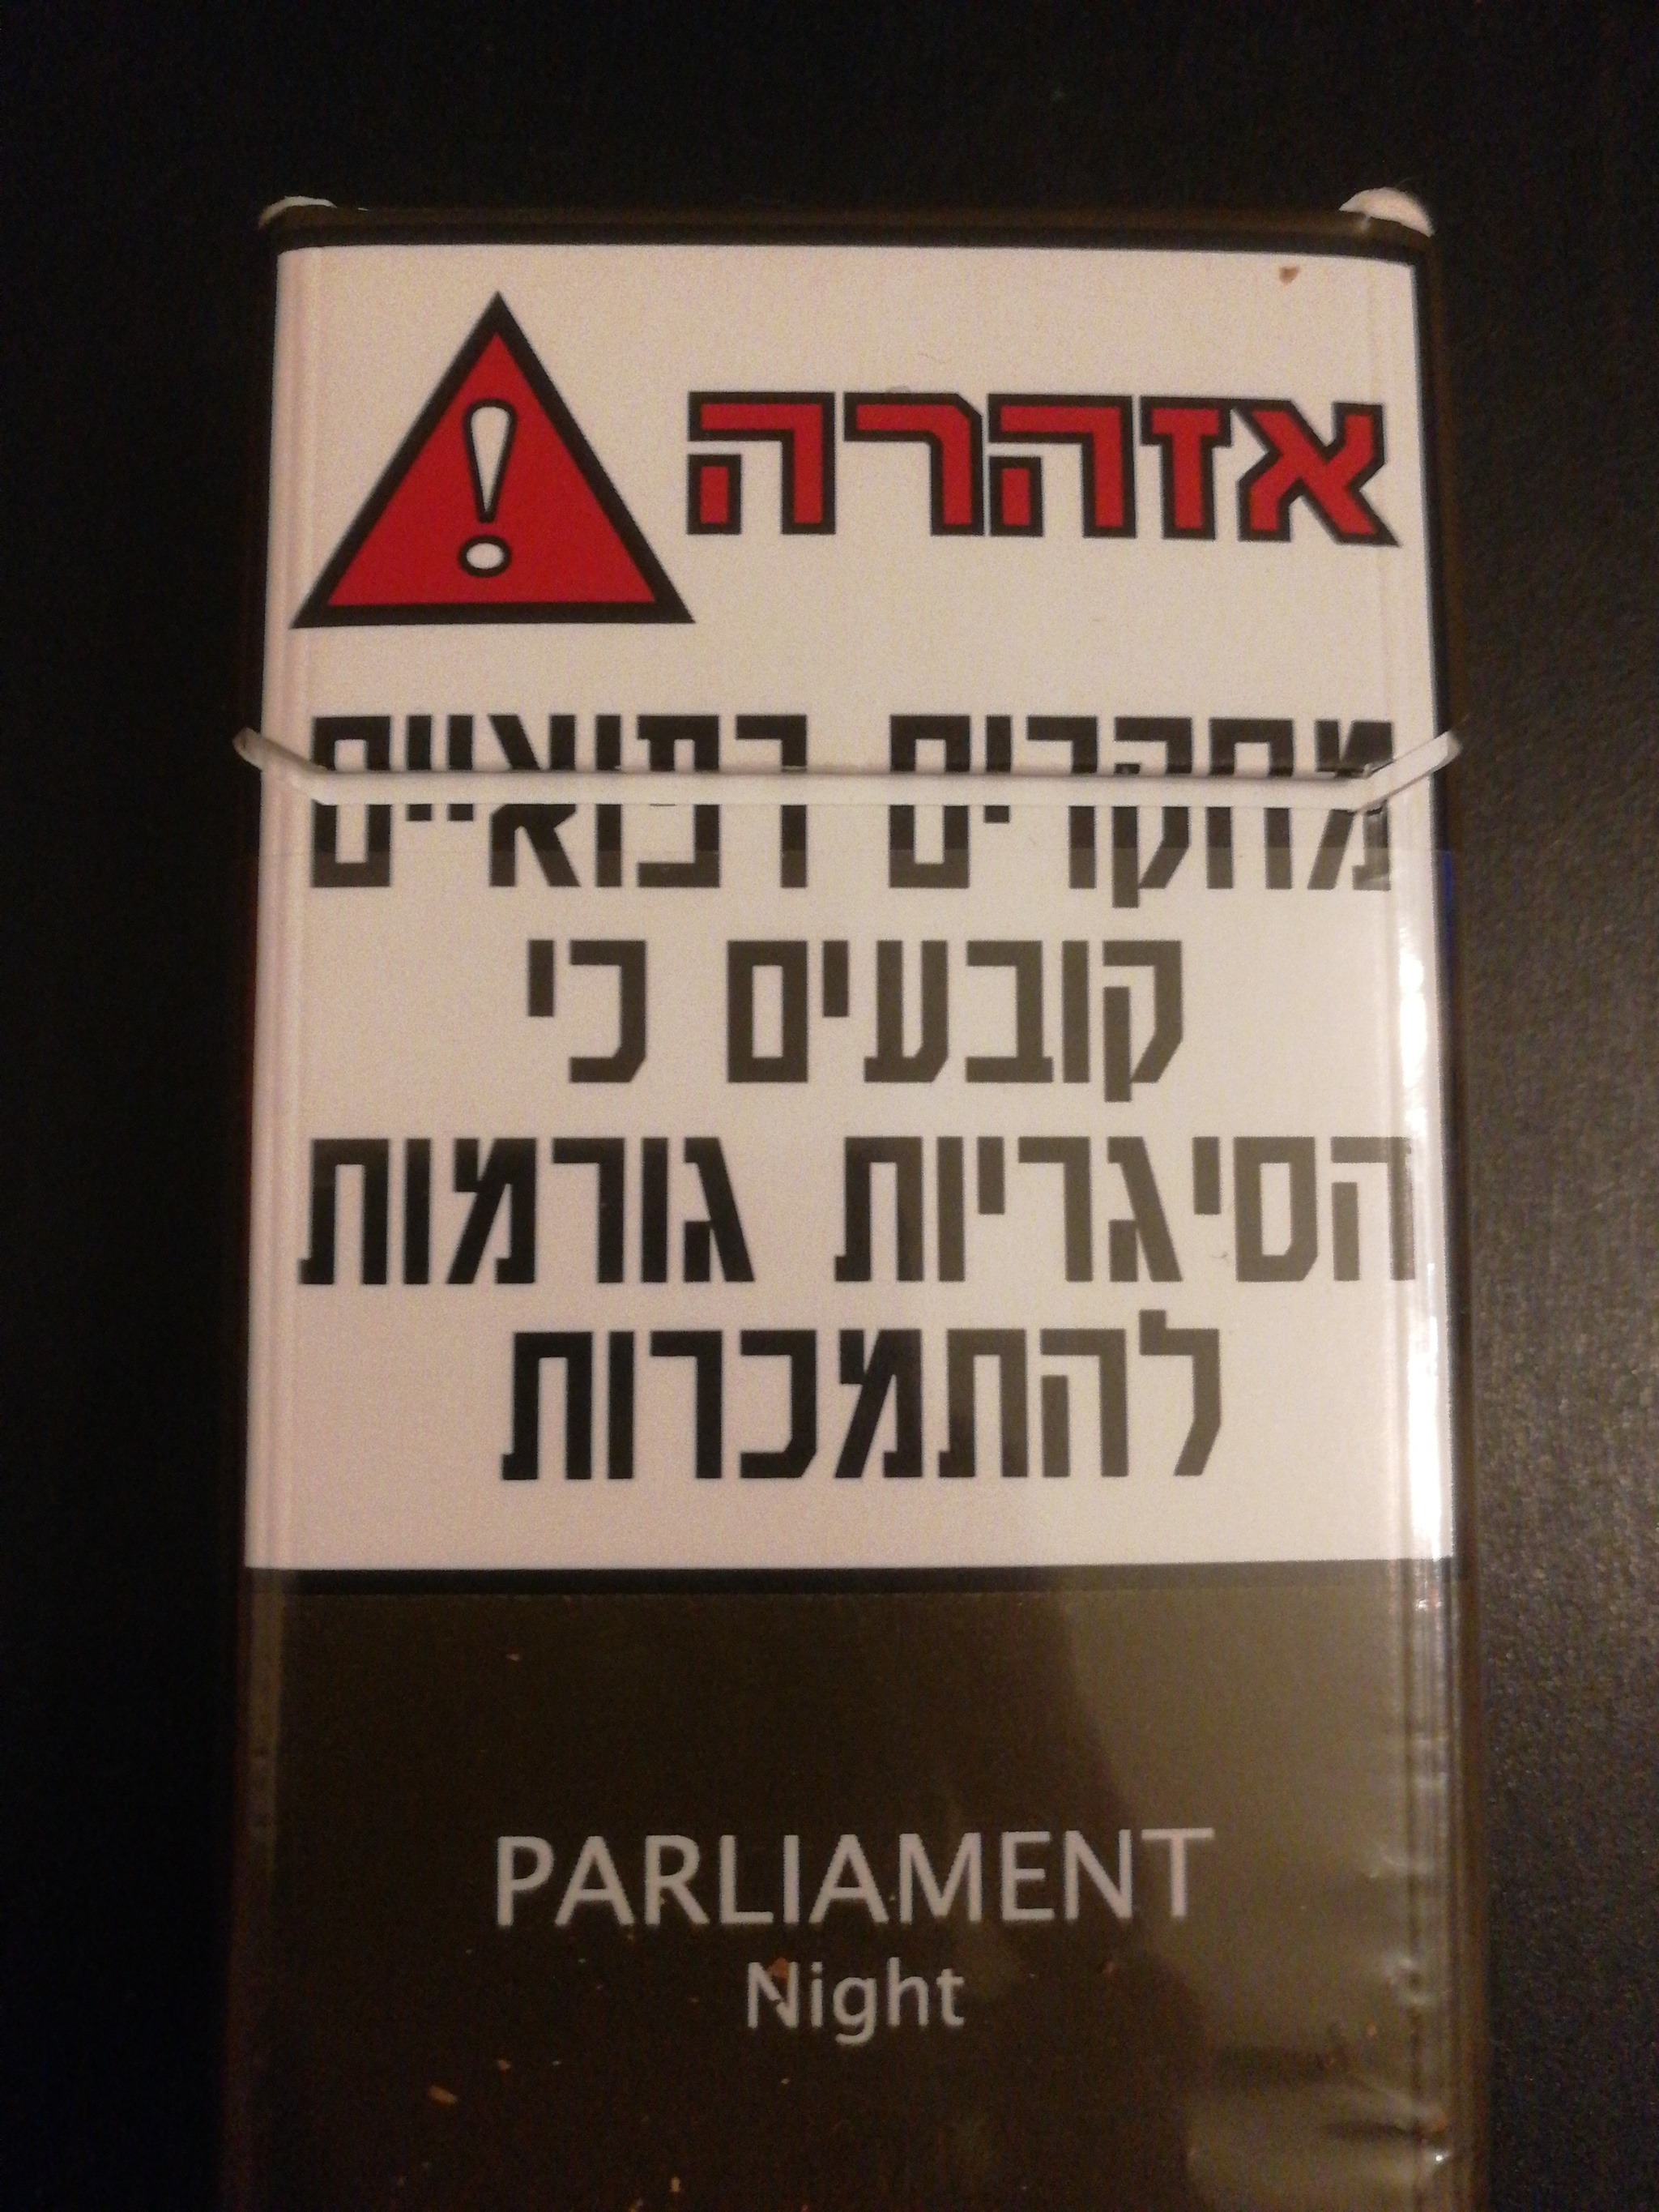 אזהרה
מחקרים רפואיים
קובעים כי
הסיגריות גורמות
להתמכרות
PARLIAMENT
Night